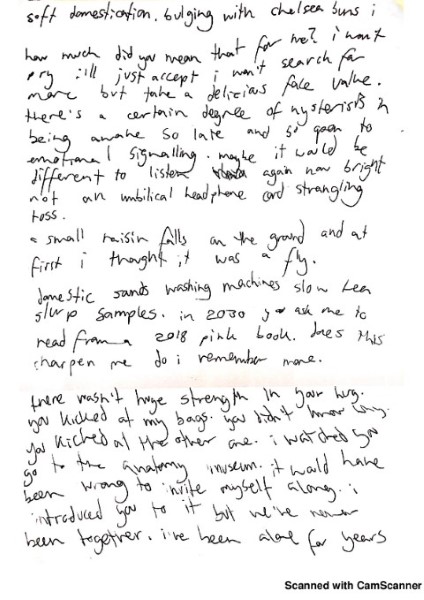 soft domestication. bulging with chelsea buns i
how much did you mean that for me? i won't
pry i'll just accept i won't search for
more but take a delicious face value.
there's a certain degree of hysterisis in
being awake so late and so open to
emotional signalling. maybe it would be
different to listen again now bright
not an umbilical headphone cord strangling
toss.
a small raisin falls on the ground and at
first i thought it was a fly.
domestic sands washing machines slow tea
slurp samples. in 2030 you ask me to
read from a 2018 pink book. does this
sharpen me do i remember more.
there wasn't huge strength in your hug.
you kicked at my bags. you didn't know why.
you kicked at the other one. i watched you
go to the anatomy museum. it would have
been wrong to invite myself along. i
introduced you to it but we've never
been together. i've been alone for years
Scanned with CamScanner